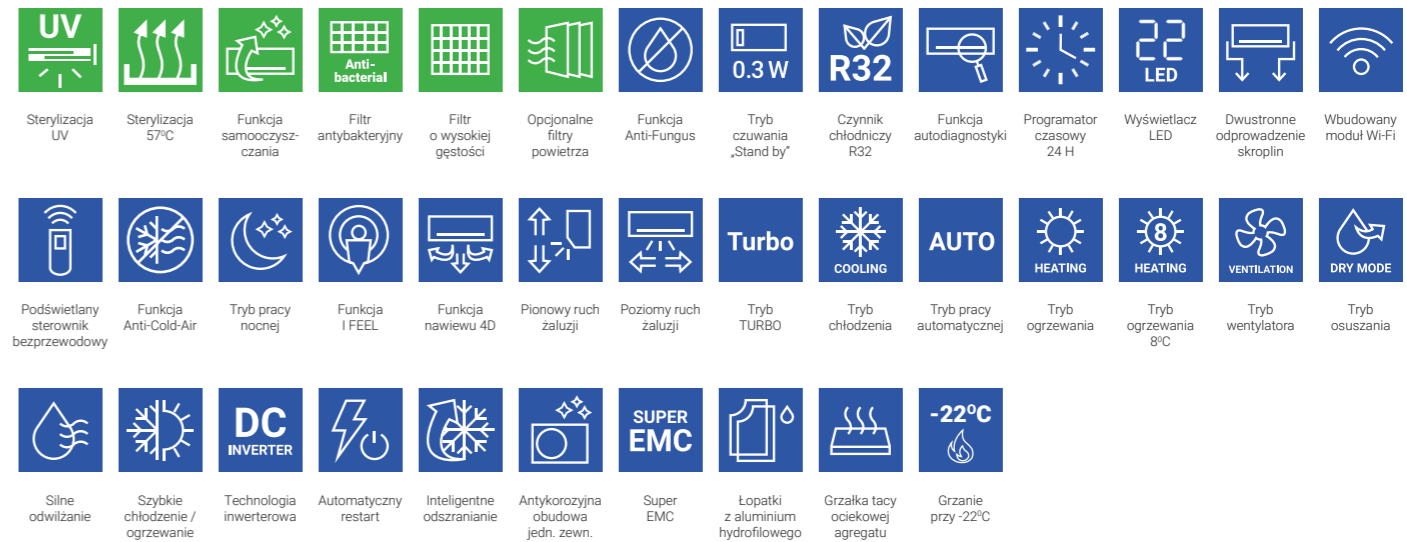 UV
Anti-
bacterial
0.3 W
R32
22
LED
Sterylizacja
UV
Sterylizacja
57⁰C
Funkcja
samooczysz-
czania
Filtr
antybakteryjny
Filtr
o wysokiej
gęstości
Opcjonalne
filtry
powietrza
Funkcja
Anti-Fungus
Tryb
czuwania
„Stand by”
Czynnik
chłodniczy
R32
Funkcja
autodiagnostyki
Programator
czasowy
24 H
Wyświetlacz
LED
Dwustronne
odprowadzenie
skroplin
Wbudowany
moduł Wi-Fi
Turbo
COOLING
AUTO
HEATING
8
HEATING
VENTILATION
DRY MODE
Podświetlany
sterownik
bezprzewodowy
Funkcja
Anti-Cold-Air
Tryb pracy
nocnej
Funkcja
I FEEL
Funkcja
nawiewu 4D
Pionowy ruch
żaluzji
Poziomy ruch
żaluzji
Tryb
TURBO
Tryb
chłodzenia
Tryb pracy
automatycznej
Tryb
ogrzewania
Tryb
ogrzewania
8⁰C
Tryb
wentylatora
Tryb
osuszania
DC
INVERTER
SUPER
EMC
-22⁰C
Silne
odwilżanie
Szybkie
chłodzenie /
ogrzewanie
Technologia
inwerterowa
Automatyczny
restart
Inteligentne
odszranianie
Antykorozyjna
obudowa
jedn. zewn.
Super
EMC
Łopatki
z aluminium
hydrofilowego
Grzałka tacy
ociekowej
agregatu
Grzanie
przy -22⁰C